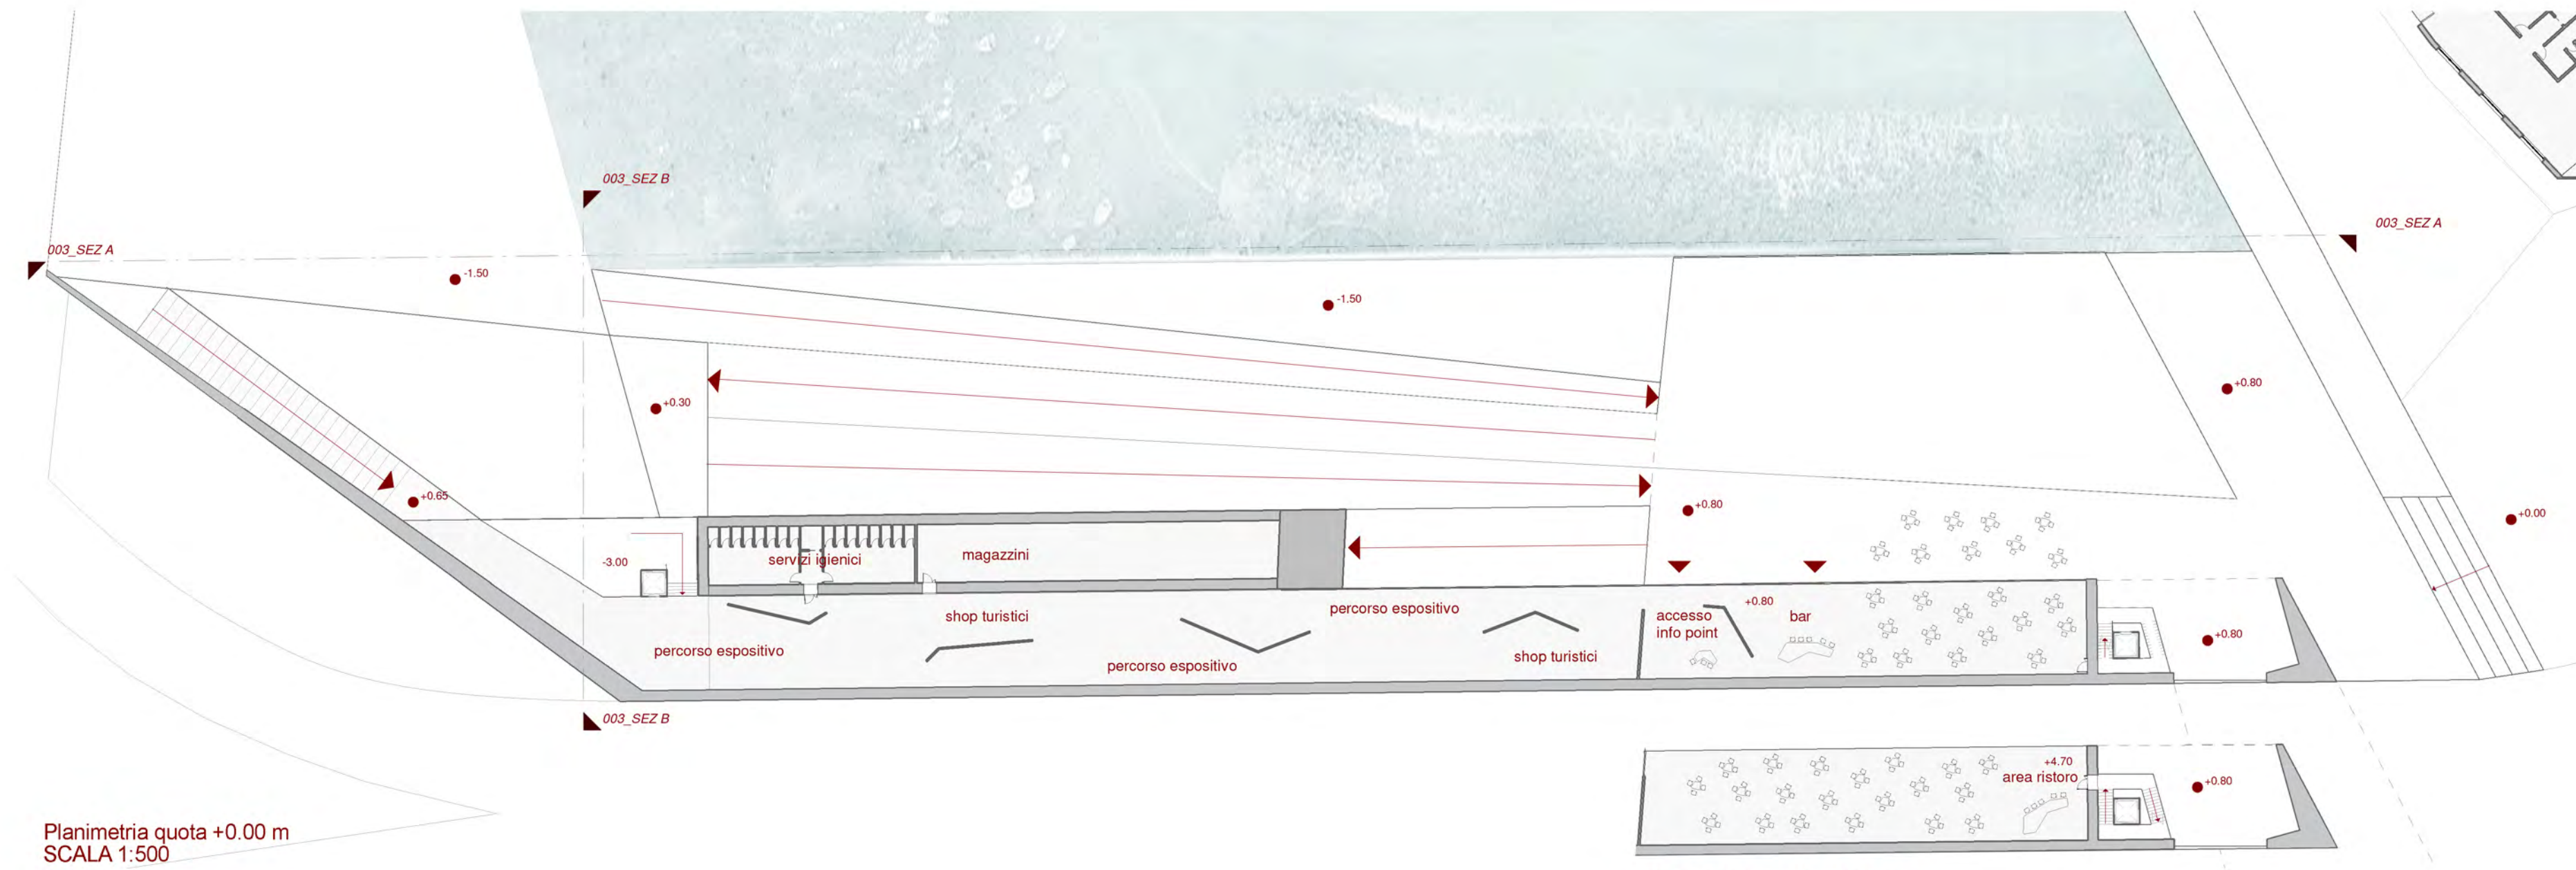 003_SEZ B
003_SEZ A
003_SEZ A
-1.50
-1.50
+0.30
+0.80
+0.65
+0.80
+0.00
-3.00
servizi igienici
magazzini
shop turistici
percorso espositivo
percorso espositivo
percorso espositivo
shop turistici
accesso
info point
+0.80
bar
+0.80
003_SEZ B
+4.70
area ristoro
+0.80
Planimetria quota +0.00 m
SCALA 1:500